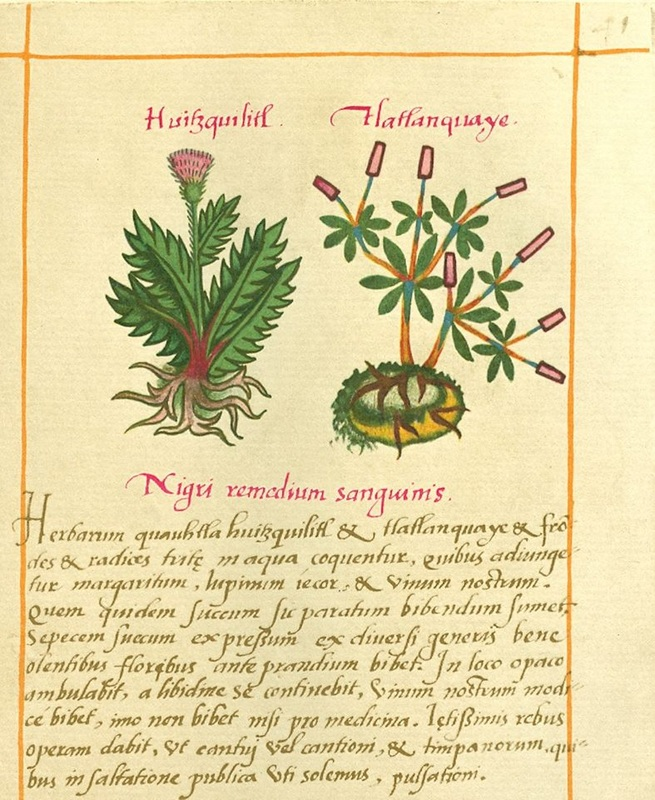 41
Huitzquilitl. Tlatlanquaye.
Nigri remedium sanguinis.
Herbarum quauhtla huitzquilitl & tlatlanquaye & frō-
des & radices tritę in aqua coquentur, quibus adiunge-
tur margaritum, lupinum iecor, & vinum nostrum.
Quem quidem succum sic paratum bibendum sumet,
Sepecem succum expressum ex diversi generis bene
olentibus floribus ante prandium bibet. In loco opaco
ambulabit, a libidine se continebit, vinum nostrum modi-
cé bibet, imo non bibet nisi pro medicina. Lętissimis rebus
operam dabit, vt cantui vel cantioni, & timpanorum qui-
bus in saltatione publica vti solemus, pulsationi.